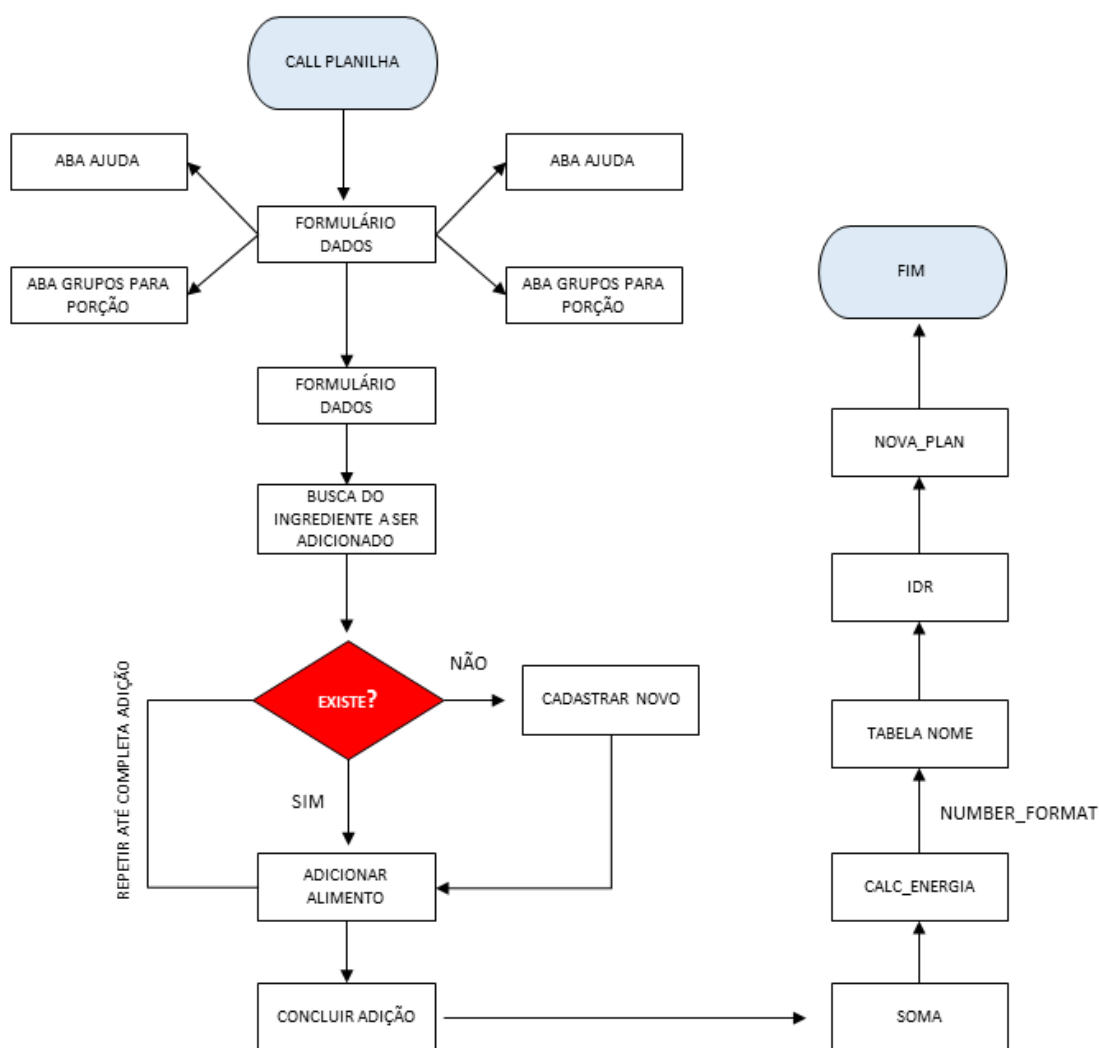 CALL PLANILHA
ABA AJUDA
ABA AJUDA
FORMULÁRIO
DADOS
ABA GRUPOS PARA
PORÇÃO
ABA GRUPOS PARA
PORÇÃO
FORMULÁRIO
DADOS
BUSCA DO
INGREDIENTE A SER
ADICIONADO
EXISTE?
NÃO
CADASTRAR NOVO
SIM
REPETIR ATÉ COMPLETA ADIÇÃO
ADICIONAR
ALIMENTO
CONCLUIR ADIÇÃO
SOMA
CALC_ENERGIA
NUMBER_FORMAT
TABELA NOME
IDR
NOVA_PLAN
FIM